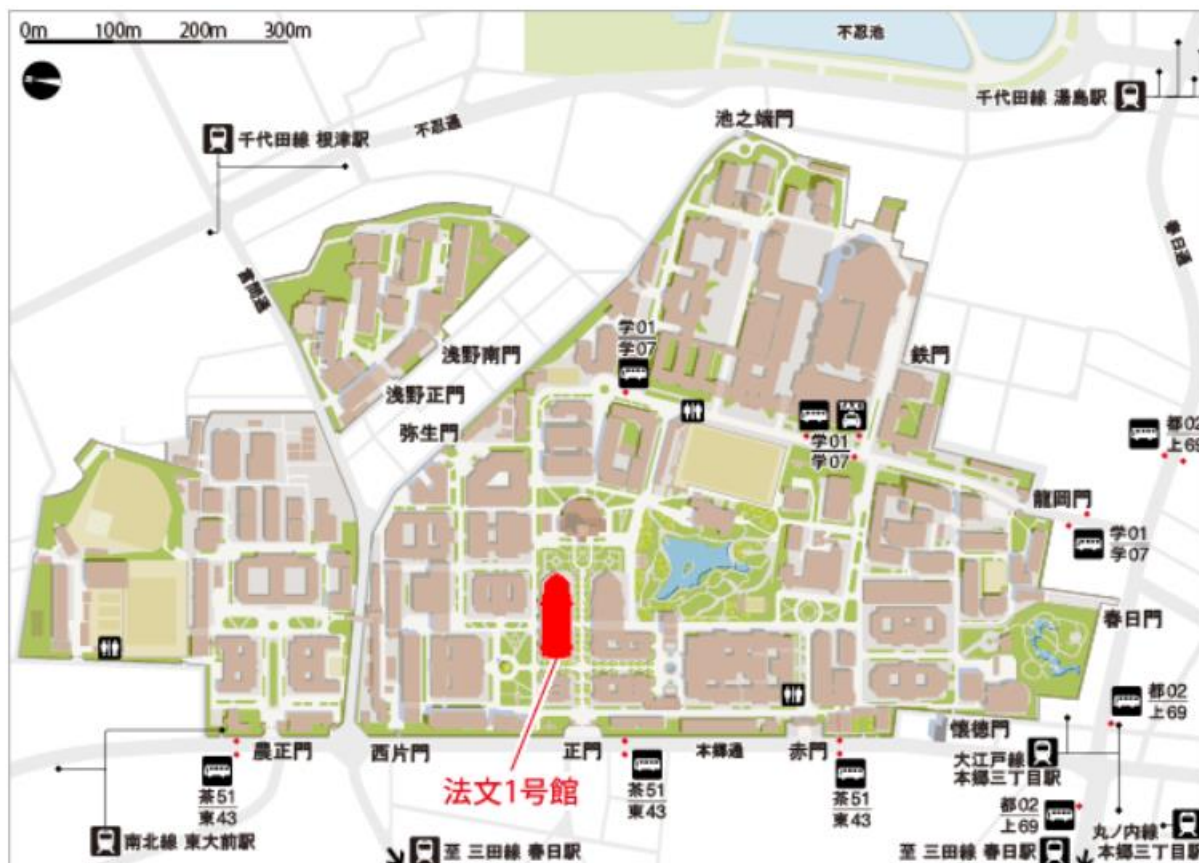 0m 100m 200m 300m
不忍池
千代田線 湯島駅
千代田線 根津駅
不忍通
池之端門
春日通
言問通
学01
学07
浅野南門
浅野正門
弥生門
鉄門
TAXI
学01
学07
都02
上69
龍岡門
学01
学07
春日門
都02
上69
農正門
西片門
正門
本郷通
赤門
懐徳門
大江戸線
本郷三丁目駅
茶51
東43
法文1号館
茶51
東43
茶51
東43
都02
上69
丸ノ内線
本郷三丁目駅
南北線 東大前駅
至 三田線 春日駅
至 三田線 春日駅